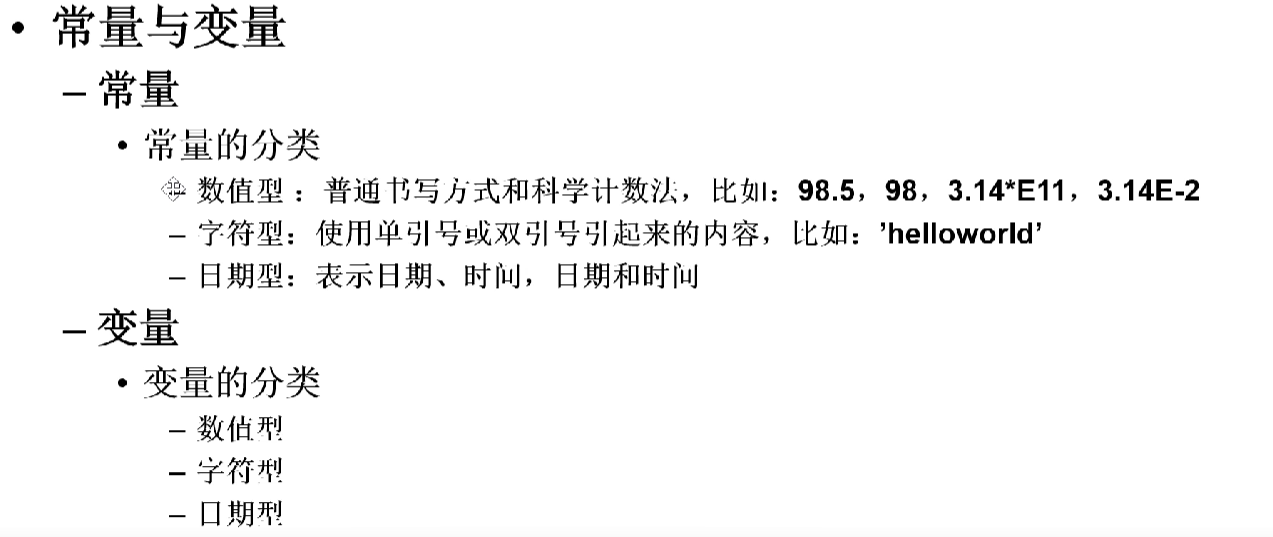 • 常量与变量
– 常量
• 常量的分类
数值型 ：普通书写方式和科学计数法，比如：98.5，98，3.14*E11，3.14E-2
– 字符型：使用单引号或双引号引起来的内容，比如：’helloworld’
– 日期型：表示日期、时间，日期和时间
– 变量
• 变量的分类
– 数值型
– 字符型
– 日期型